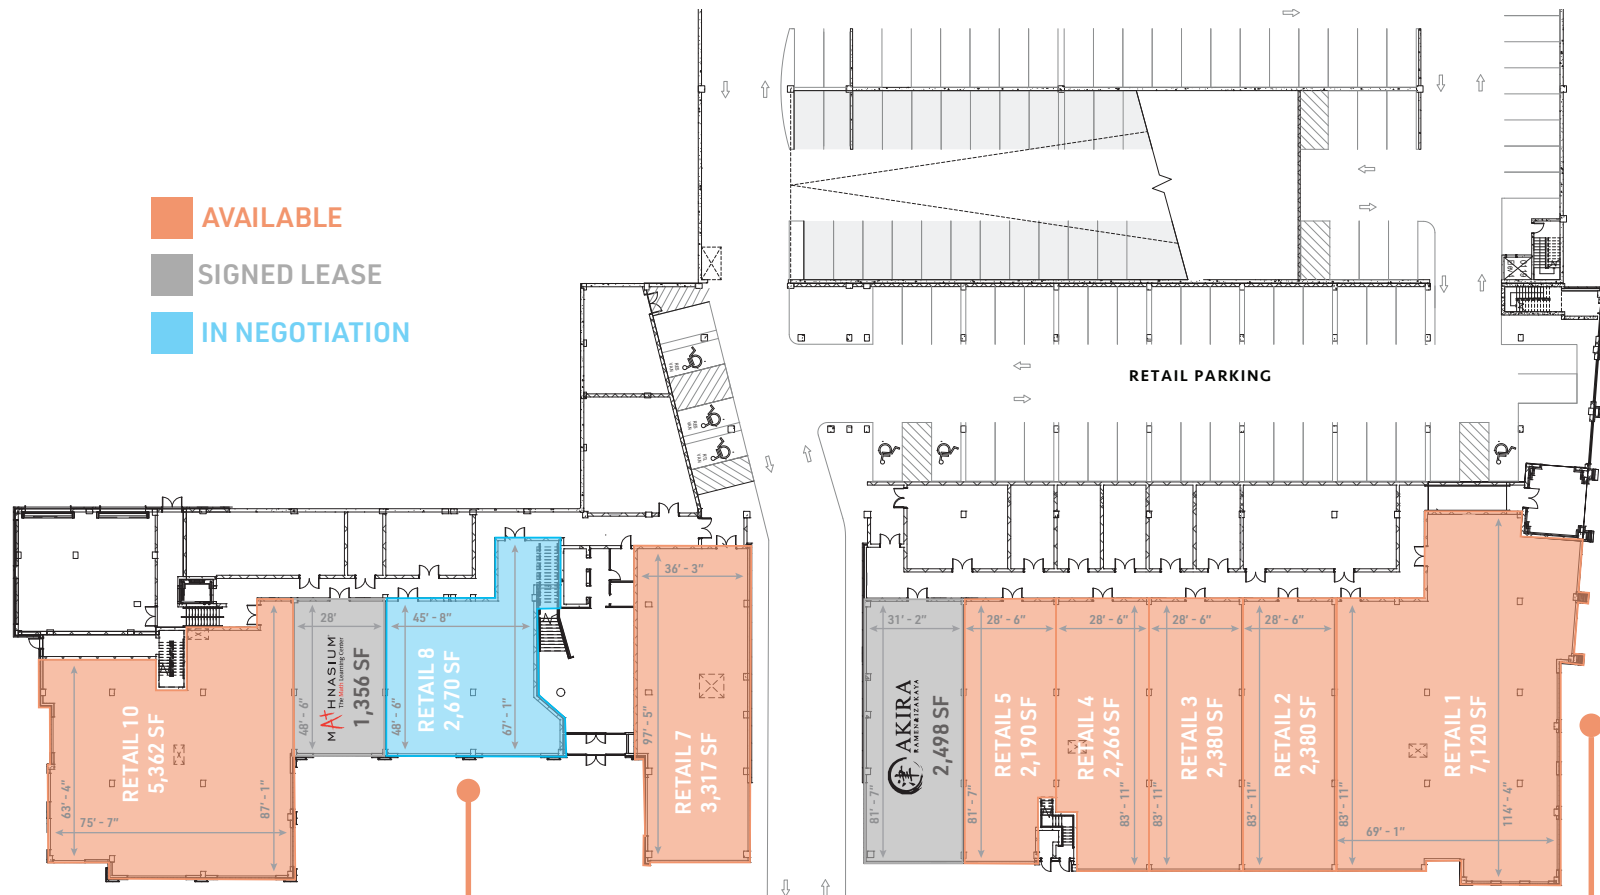 AVAILABLE
SIGNED LEASE
IN NEGOTIATION
RETAIL PARKING
RETAIL 10
5,362 SF
63' - 4"
75' - 7"
87' - 1"
28'
48' - 6"
MATHNASIUM
The Math Learning Center
1,356 SF
45' - 8"
48' - 6"
RETAIL 8
2,670 SF
67' - 1"
36' - 3"
97' - 5"
RETAIL 7
3,317 SF
31' - 2"
81' - 7"
津
AKIRA
RAMEN & IZAKAYA
2,498 SF
28' - 6"
81' - 7"
RETAIL 5
2,190 SF
28' - 6"
RETAIL 4
2,266 SF
83' - 11"
28' - 6"
83' - 11"
RETAIL 3
2,380 SF
28' - 6"
83' - 11"
RETAIL 2
2,380 SF
83' - 11"
RETAIL 1
7,120 SF
69' - 1"
114' - 4"